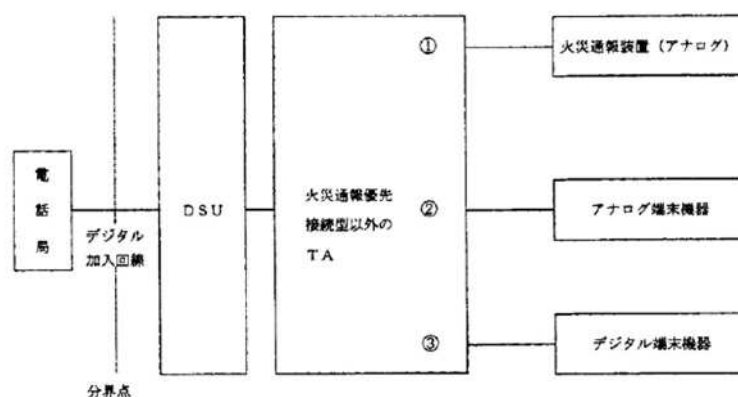 ①
火災通報装置（アナログ）
電
話
局
DSU
火災通報優先
接続型以外の
TA
②
アナログ端末機器
デジタル
加入回線
③
デジタル端末機器
分界点